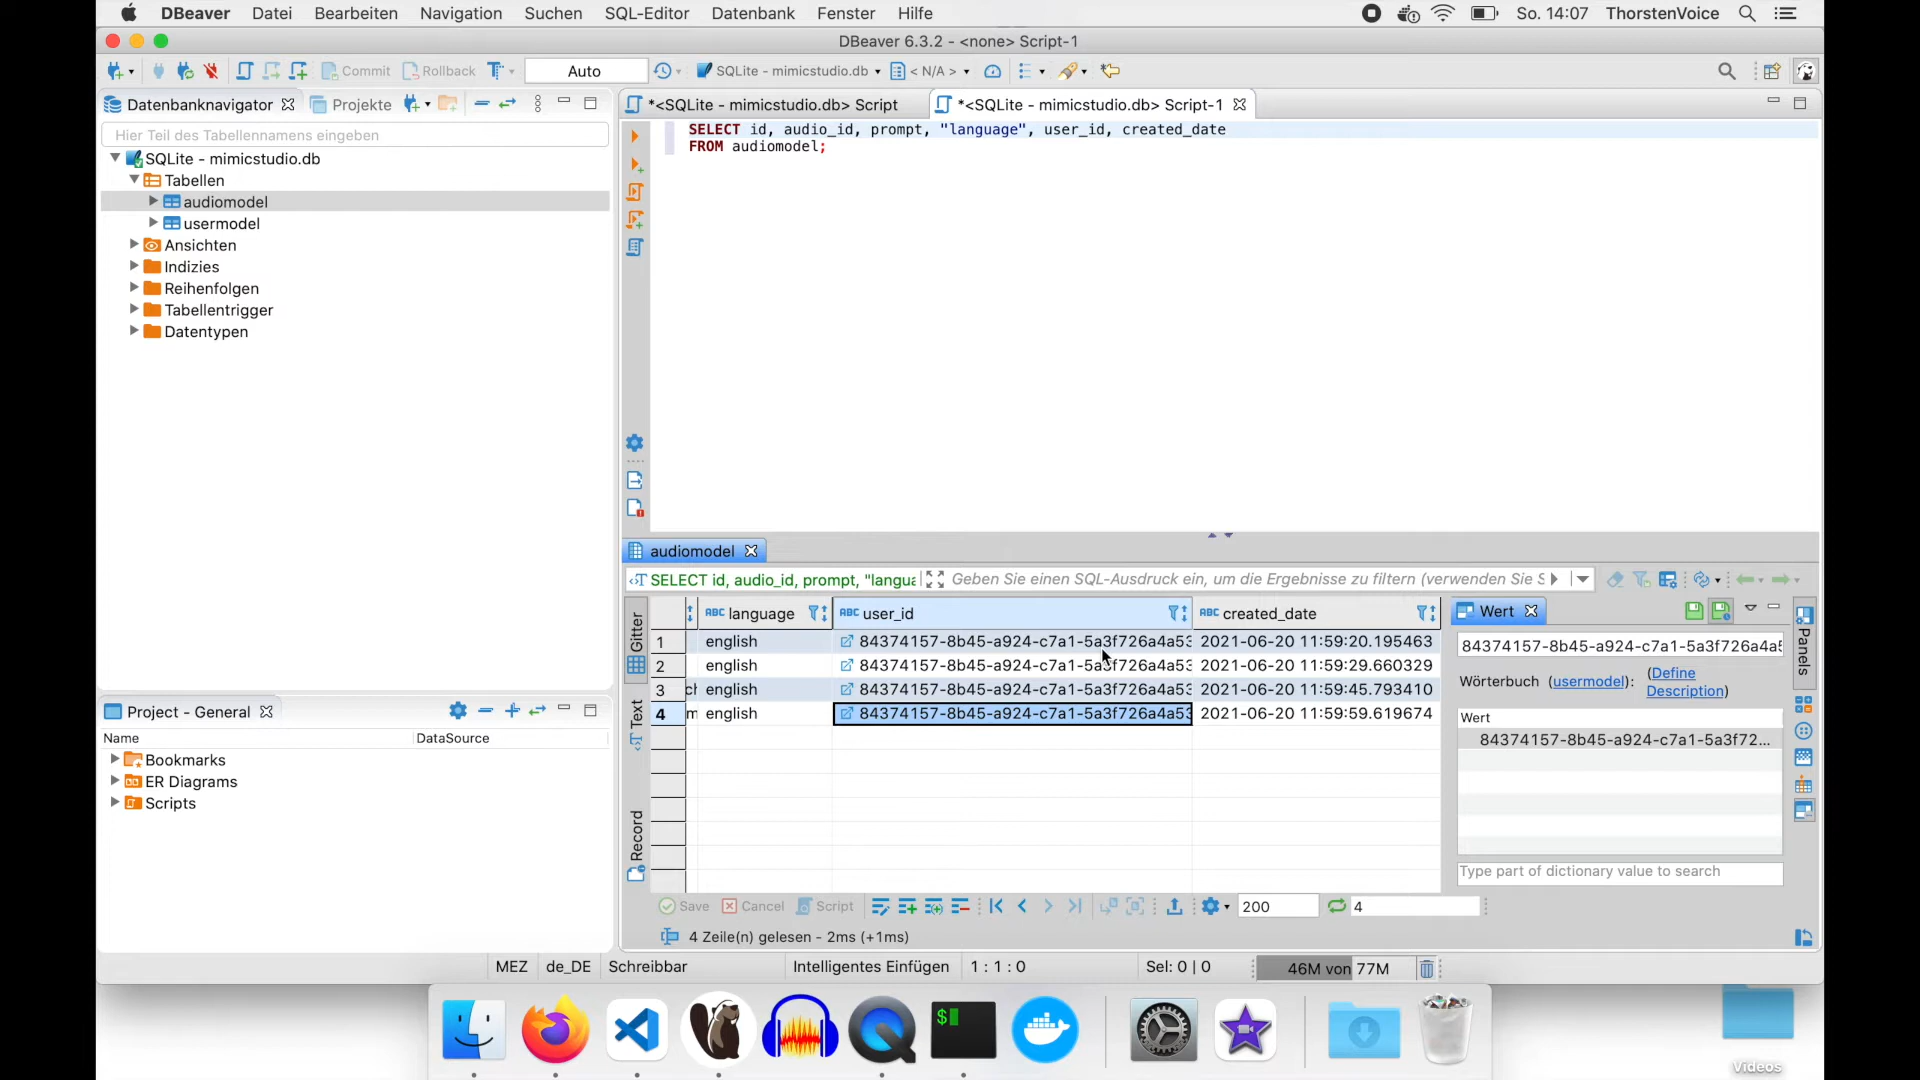 DBeaver Datei Bearbeiten Navigation Suchen SQL-Editor Datenbank Fenster Hilfe So. 14:07 ThorstenVoice
DBeaver 6.3.2 - <none> Script-1
Commit Rollback Auto SQLite - mimicstudio.db < N/A >
Datenbanknavigator Projekte
*<SQLite - mimicstudio.db> Script *<SQLite - mimicstudio.db> Script-1
Hier Teil des Tabellennamens eingeben
SQLite - mimicstudio.db
Tabellen
audiomodel
usermodel
Ansichten
Indizies
Reihenfolgen
Tabellentrigger
Datentypen
SELECT id, audio_id, prompt, "language", user_id, created_date
FROM audiomodel;
audiomodel
SELECT id, audio_id, prompt, "langua Geben Sie einen SQL-Ausdruck ein, um die Ergebnisse zu filtern (verwenden Sie S
Gitter
Text
Record
ABC language ABC user_id ABC created_date
1 english 84374157-8b45-a924-c7a1-5a3f726a4a53 2021-06-20 11:59:20.195463
2 english 84374157-8b45-a924-c7a1-5a3f726a4a53 2021-06-20 11:59:29.660329
3 english 84374157-8b45-a924-c7a1-5a3f726a4a53 2021-06-20 11:59:45.793410
4 english 84374157-8b45-a924-c7a1-5a3f726a4a53 2021-06-20 11:59:59.619674
Wert
84374157-8b45-a924-c7a1-5a3f726a4a5
Wörterbuch (usermodel): (Define
Description)
Wert
84374157-8b45-a924-c7a1-5a3f72...
Type part of dictionary value to search
Panels
Save Cancel Script 200 4
4 Zeile(n) gelesen - 2ms (+1ms)
Project - General
Name DataSource
Bookmarks
ER Diagrams
Scripts
MEZ de_DE Schreibbar Intelligentes Einfügen 1 : 1 : 0 Sel: 0 | 0 46M von 77M
$
Videos